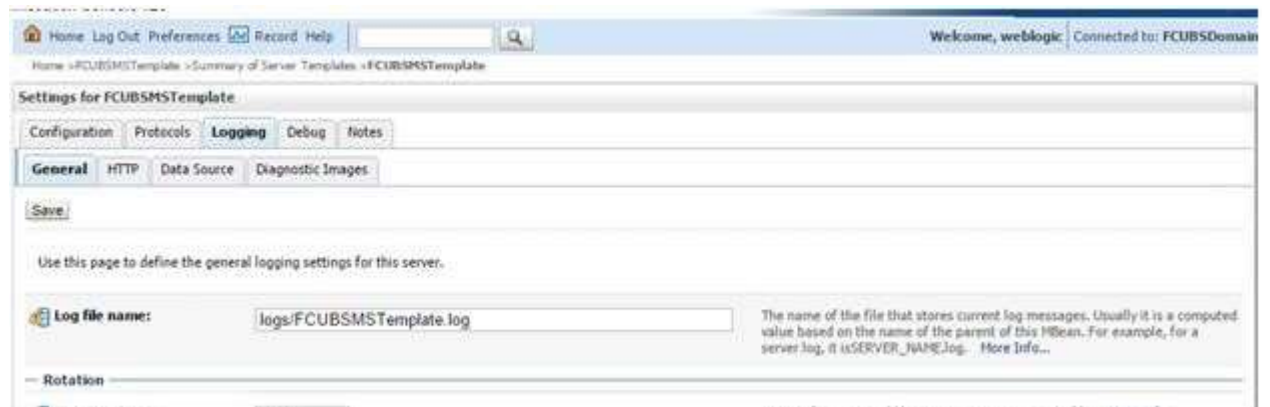 Home Log Out Preferences Record Help
Welcome, weblogic Connected to: FCUBSDomain
Home >FCUBSMSTemplate >Summary of Server Templates >FCUBSMSTemplate
Settings for FCUBSMSTemplate
Configuration Protocols Logging Debug Notes
General HTTP Data Source Diagnostic Images
Save
Use this page to define the general logging settings for this server.
Log file name:
logs/FCUBSMSTemplate.log
The name of the file that stores current log messages. Usually it is a computed
value based on the name of the parent of this MBean. For example, for a
server log, it isSERVER_NAME.log. More Info...
Rotation